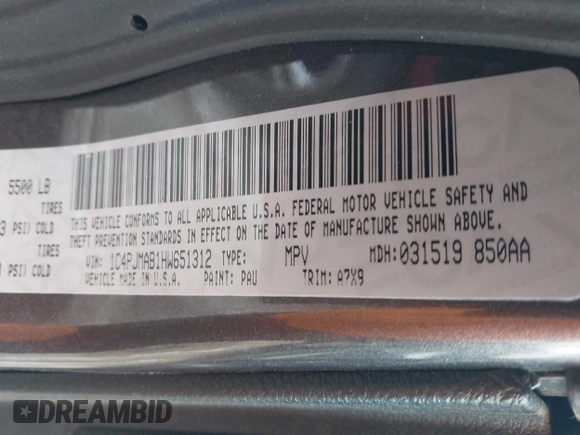 5500 LB
TIRES
3 PSI) COLD
TIRES
PSI) COLD
THIS VEHICLE CONFORMS TO ALL APPLICABLE U.S.A. FEDERAL MOTOR VEHICLE SAFETY AND
THEFT PREVENTION STANDARDS IN EFFECT ON THE DATE OF MANUFACTURE SHOWN ABOVE.
VIN: 1C4PJMAB1HW651312 TYPE: MPV MDH: 031519 850AA
VEHICLE MADE IN U.S.A. PAINT: PAU TRIM: A7X9
DREAMBID